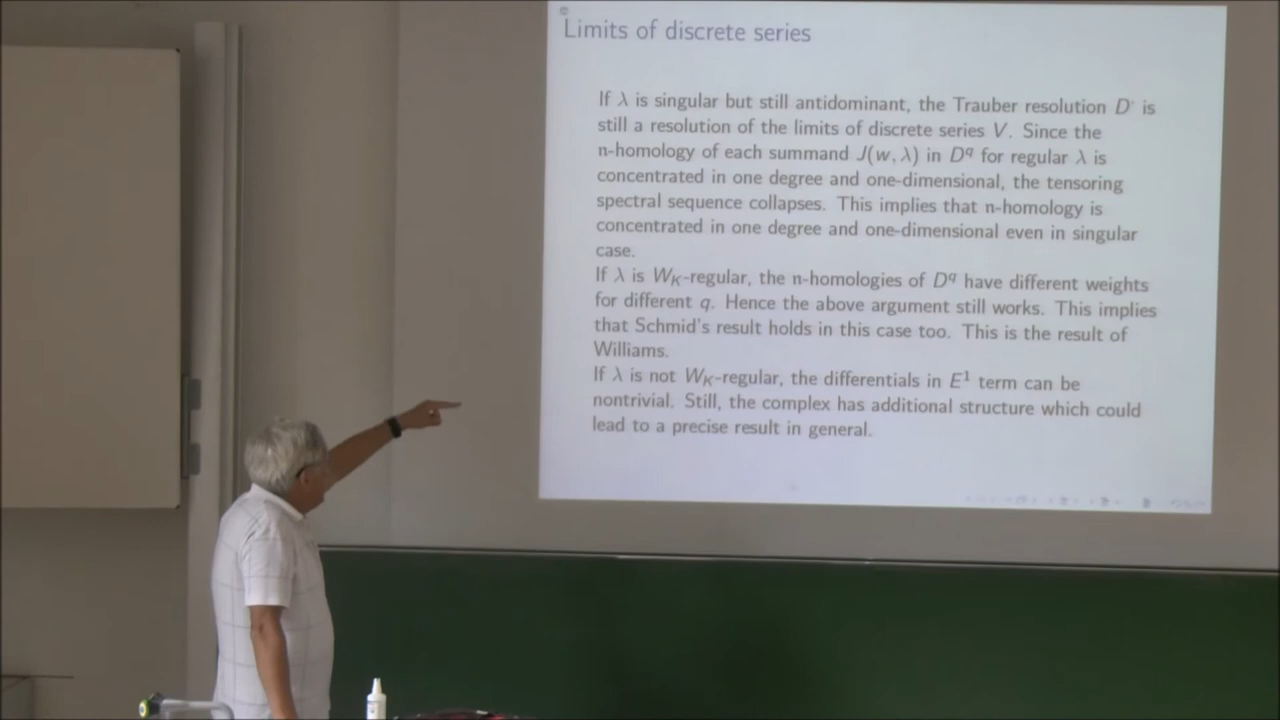 Limits of discrete series
If λ is singular but still antidominant, the Trauber resolution D˙ is
still a resolution of the limits of discrete series V. Since the
n-homology of each summand J(w, λ) in Dq for regular λ is
concentrated in one degree and one-dimensional, the tensoring
spectral sequence collapses. This implies that n-homology is
concentrated in one degree and one-dimensional even in singular
case.
If λ is WK-regular, the n-homologies of Dq have different weights
for different q. Hence the above argument still works. This implies
that Schmid's result holds in this case too. This is the result of
Williams.
If λ is not WK-regular, the differentials in E1 term can be
nontrivial. Still, the complex has additional structure which could
lead to a precise result in general.